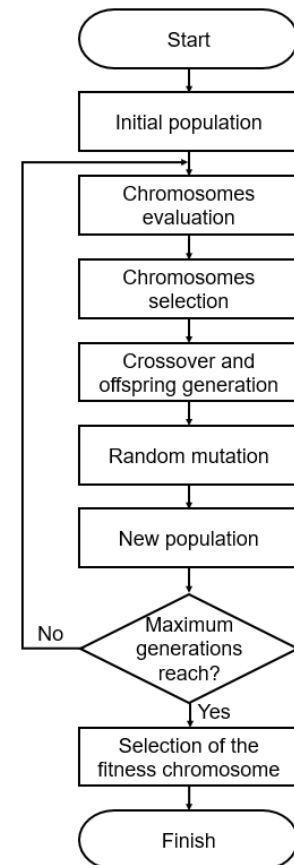 Start
Initial population
Chromosomes
evaluation
Chromosomes
selection
Crossover and
offspring generation
Random mutation
New population
Maximum
generations
reach?
No
Yes
Selection of the
fitness chromosome
Finish